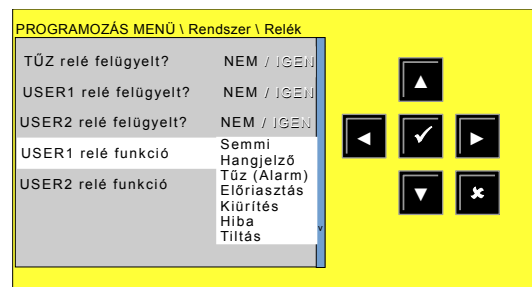 PROGRAMOZÁS MENÜ \ Rendszer \ Relék
TŰZ relé felügyelt? NEM / IGEN
USER1 relé felügyelt? NEM / IGEN
USER2 relé felügyelt? NEM / IGEN
USER1 relé funkció
Semmi
Hangjelző
Tűz (Alarm)
Előriasztás
Kiürítés
Hiba
Tiltás
USER2 relé funkció
v